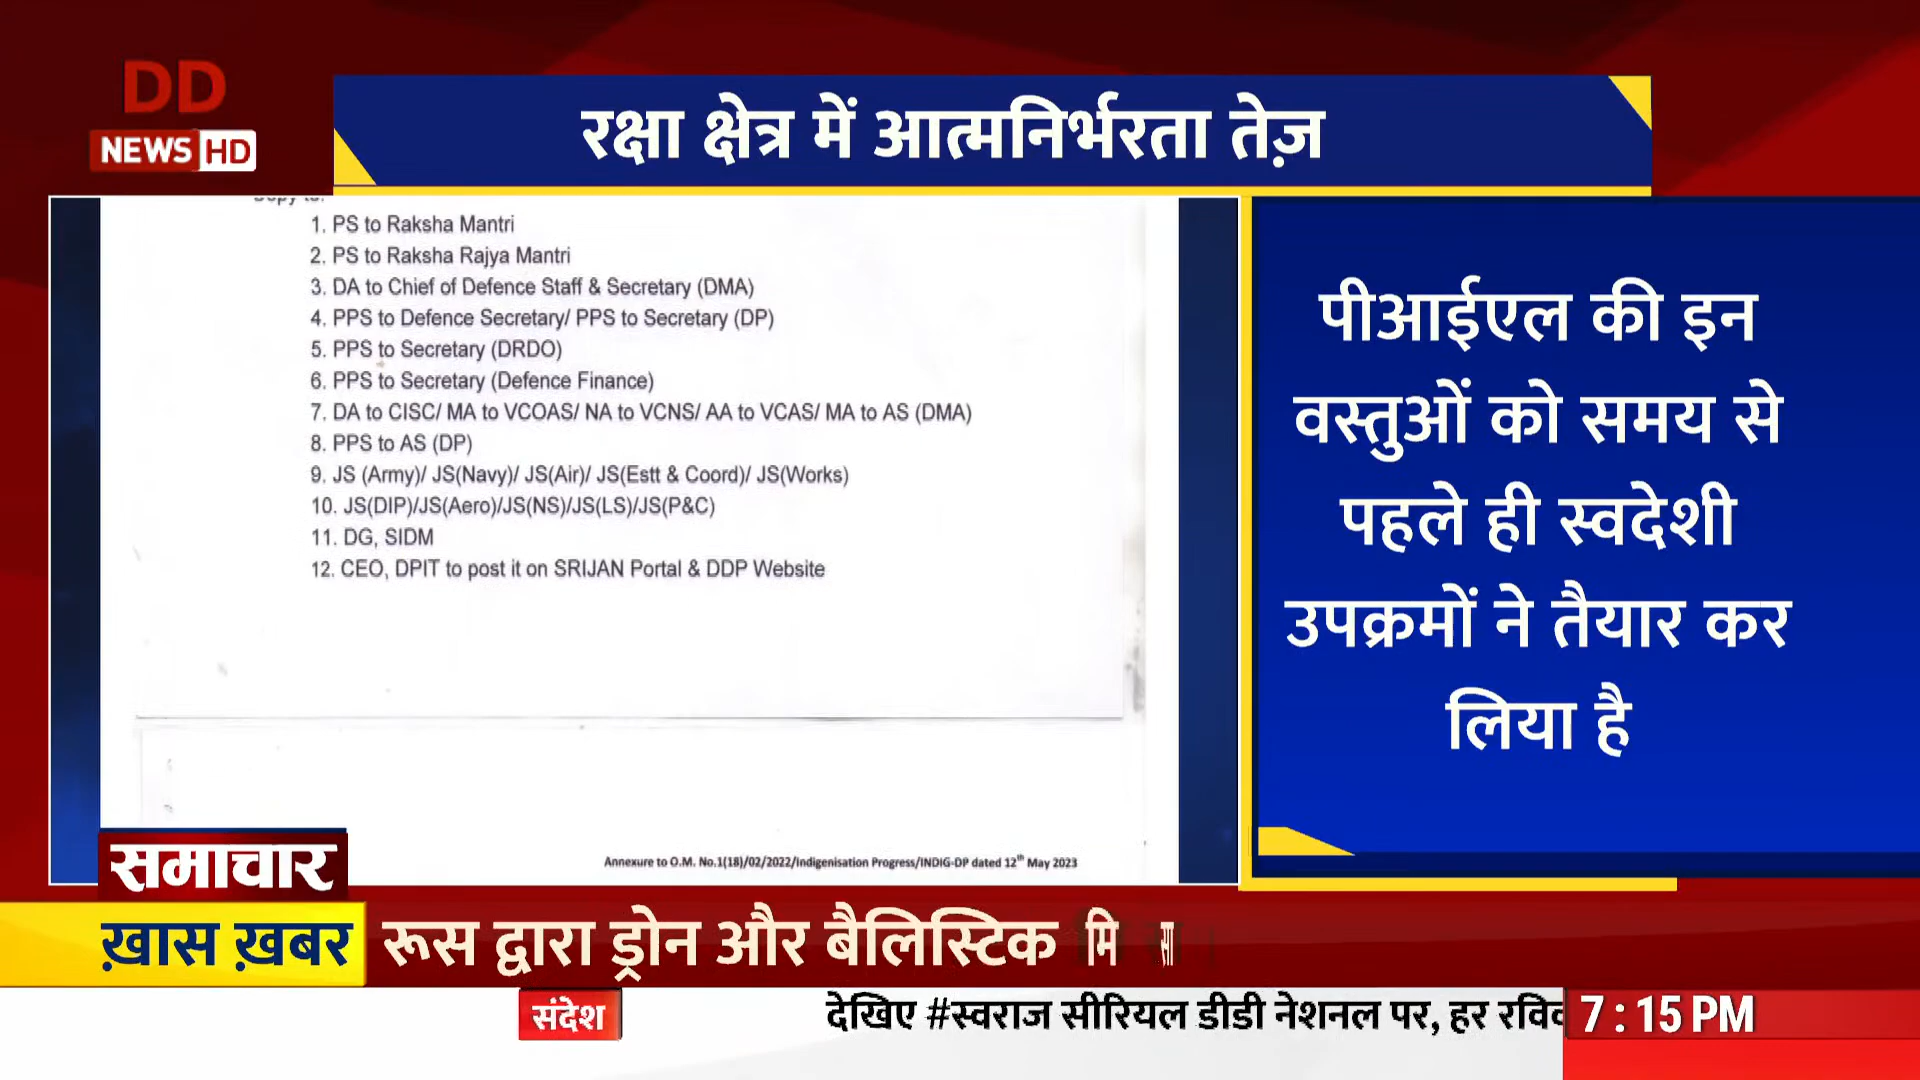 DD
NEWS HD
रक्षा क्षेत्र में आत्मनिर्भरता तेज़
Copy to:
1. PS to Raksha Mantri
2. PS to Raksha Rajya Mantri
3. DA to Chief of Defence Staff & Secretary (DMA)
4. PPS to Defence Secretary/ PPS to Secretary (DP)
5. PPS to Secretary (DRDO)
6. PPS to Secretary (Defence Finance)
7. DA to CISC/ MA to VCOAS/ NA to VCNS/ AA to VCAS/ MA to AS (DMA)
8. PPS to AS (DP)
9. JS (Army)/ JS(Navy)/ JS(Air)/ JS(Estt & Coord)/ JS(Works)
10. JS(DIP)/JS(Aero)/JS(NS)/JS(LS)/JS(P&C)
11. DG, SIDM
12. CEO, DPIT to post it on SRIJAN Portal & DDP Website
Annexure to O.M. No.1(18)/02/2022/Indigenisation Progress/INDIG-DP dated 12th May 2023
पीआईएल की इन
वस्तुओं को समय से
पहले ही स्वदेशी
उपक्रमों ने तैयार कर
लिया है
समाचार
ख़ास ख़बर
रूस द्वारा ड्रोन और बैलिस्टिक
संदेश
देखिए #स्वराज सीरियल डीडी नेशनल पर, हर
7 : 15 PM